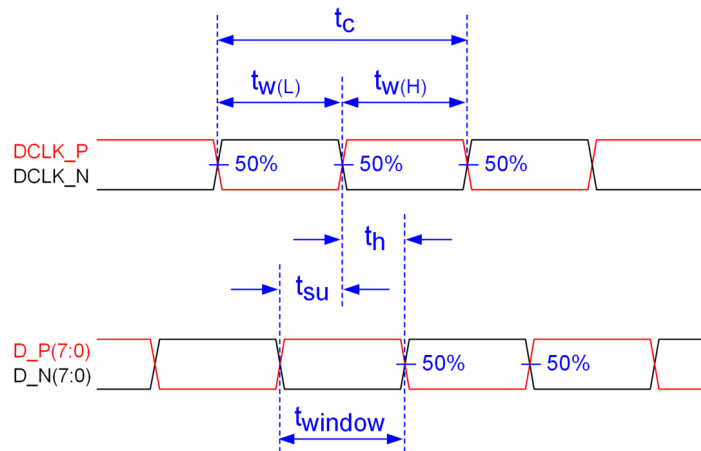 tc
tw(L) tw(H)
DCLK_P
DCLK_N
50% 50% 50%
th
tsu
D_P(7:0)
D_N(7:0)
50% 50%
twindow